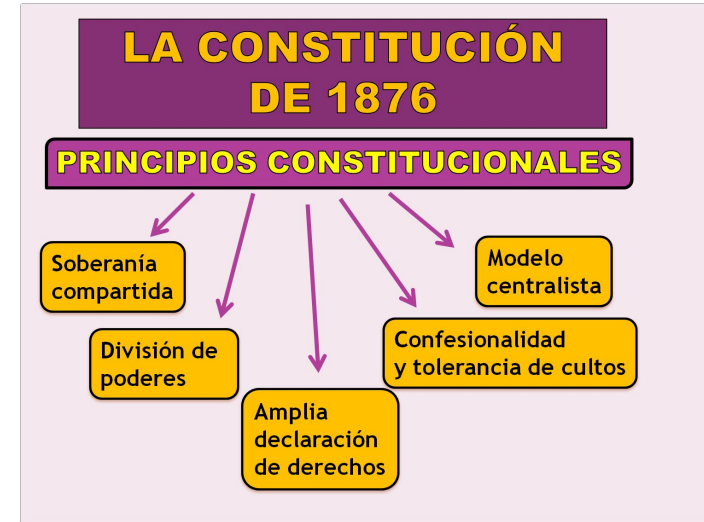 LA CONSTITUCIÓN
DE 1876
PRINCIPIOS CONSTITUCIONALES
Soberanía
compartida
División de
poderes
Amplia
declaración
de derechos
Confesionalidad
y tolerancia de cultos
Modelo
centralista